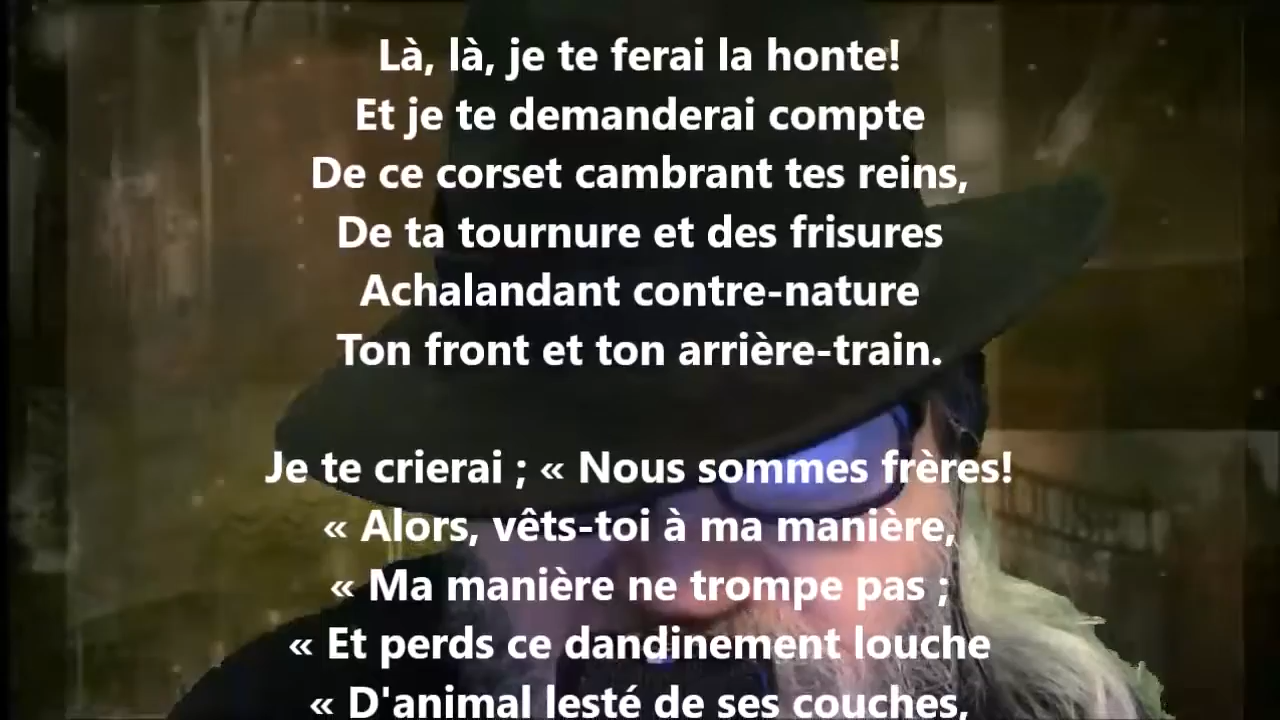 Là, là, je te ferai la honte!
Et je te demanderai compte
De ce corset cambrant tes reins,
De ta tournure et des frisures
Achalandant contre-nature
Ton front et ton arrière-train.
Je te crierai ; « Nous sommes frères!
« Alors, vêts-toi à ma manière,
« Ma manière ne trompe pas ;
« Et perds ce dandinement louche
« D'animal lesté de ses couches,